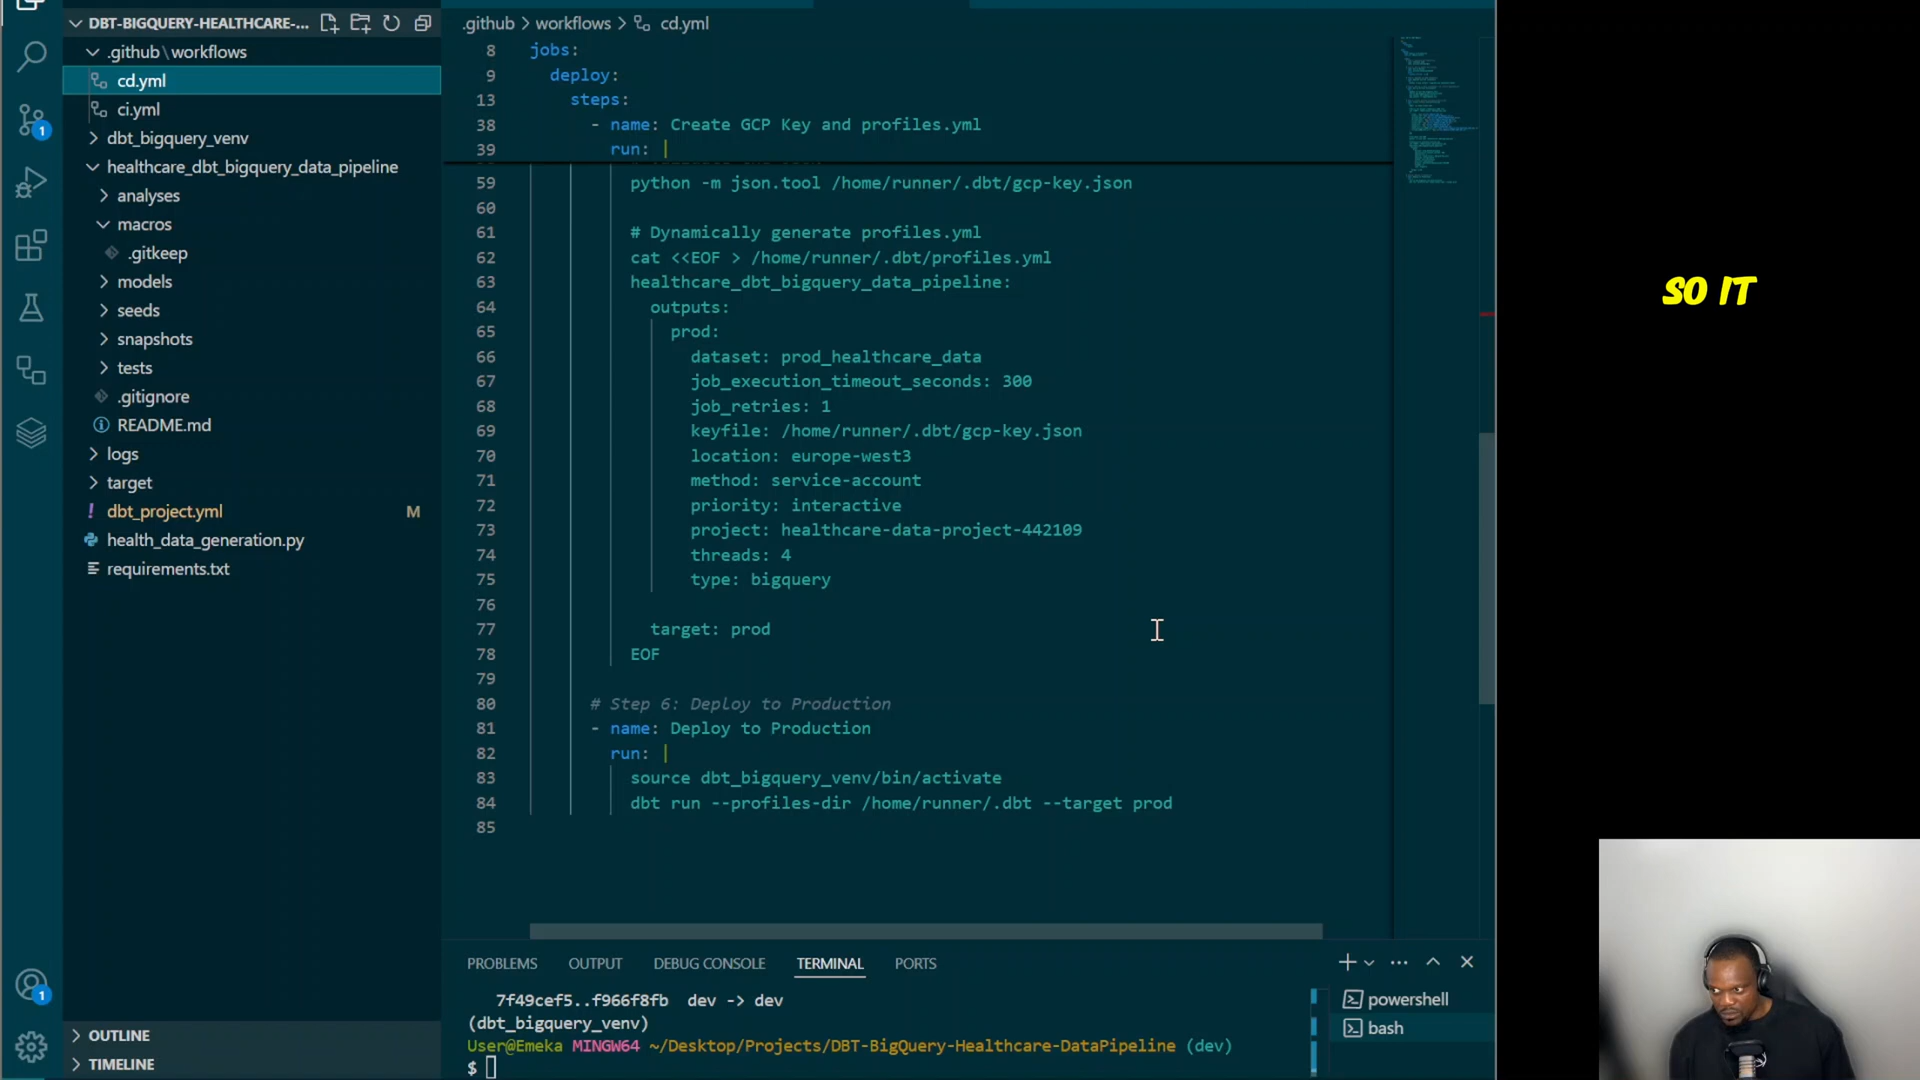 DBT-BIGQUERY-HEALTHCARE-...
.github\workflows
cd.yml
ci.yml
dbt_bigquery_venv
healthcare_dbt_bigquery_data_pipeline
analyses
macros
.gitkeep
models
seeds
snapshots
tests
.gitignore
README.md
logs
target
! dbt_project.yml M
health_data_generation.py
requirements.txt
OUTLINE
TIMELINE
1
1
.github > workflows > cd.yml
8 jobs:
9 deploy:
13 steps:
38 - name: Create GCP Key and profiles.yml
39 run: |
59 python -m json.tool /home/runner/.dbt/gcp-key.json
60
61 # Dynamically generate profiles.yml
62 cat <<EOF > /home/runner/.dbt/profiles.yml
63 healthcare_dbt_bigquery_data_pipeline:
64 outputs:
65 prod:
66 dataset: prod_healthcare_data
67 job_execution_timeout_seconds: 300
68 job_retries: 1
69 keyfile: /home/runner/.dbt/gcp-key.json
70 location: europe-west3
71 method: service-account
72 priority: interactive
73 project: healthcare-data-project-442109
74 threads: 4
75 type: bigquery
76
77 target: prod
78 EOF
79
80 # Step 6: Deploy to Production
81 - name: Deploy to Production
82 run: |
83 source dbt_bigquery_venv/bin/activate
84 dbt run --profiles-dir /home/runner/.dbt --target prod
85
PROBLEMS OUTPUT DEBUG CONSOLE TERMINAL PORTS
7f49cef5..f966f8fb dev -> dev
(dbt_bigquery_venv)
User@Emeka MINGW64 ~/Desktop/Projects/DBT-BigQuery-Healthcare-DataPipeline (dev)
$
powershell
bash
SO IT